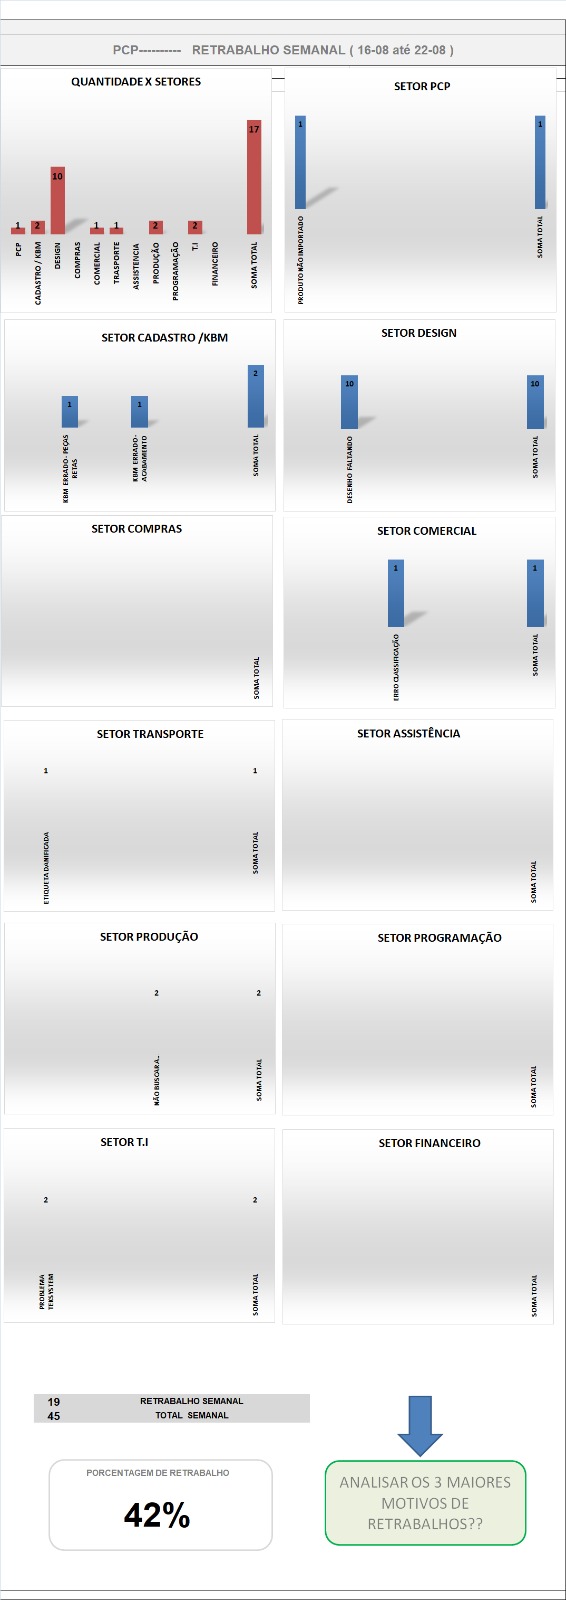 PCP---------- RETRABALHO SEMANAL ( 16-08 até 22-08 )
QUANTIDADE X SETORES
1
2
10
1
1
2
2
17
PCP
CADASTRO / KBM
DESIGN
COMPRAS
COMERCIAL
TRASPORTE
ASSISTENCIA
PRODUÇÃO
PROGRAMAÇÃO
T.I
FINANCEIRO
SOMA TOTAL
SETOR PCP
1
1
PRODUTO NÃO IMPORTADO
SOMA TOTAL
SETOR CADASTRO /KBM
1
1
2
KBM ERRADO- PEÇAS
RETAS
KBM ERRADO-
ACABAMENTO
SOMA TOTAL
SETOR DESIGN
10
10
DESENHO FALTANDO
SOMA TOTAL
SETOR COMPRAS
SOMA TOTAL
SETOR COMERCIAL
1
1
ERRO CLASSIFICAÇÃO
SOMA TOTAL
SETOR TRANSPORTE
1
1
ETIQUETA DANIFICADA
SOMA TOTAL
SETOR ASSISTÊNCIA
SOMA TOTAL
SETOR PRODUÇÃO
2
2
NÃO BUSCAR A..
SOMA TOTAL
SETOR PROGRAMAÇÃO
SOMA TOTAL
SETOR T.I
2
2
PROBLEMA
TEKSYSTEM
SOMA TOTAL
SETOR FINANCEIRO
SOMA TOTAL
19 RETRABALHO SEMANAL
45 TOTAL SEMANAL
PORCENTAGEM DE RETRABALHO
42%
ANALISAR OS 3 MAIORES
MOTIVOS DE
RETRABALHOS??